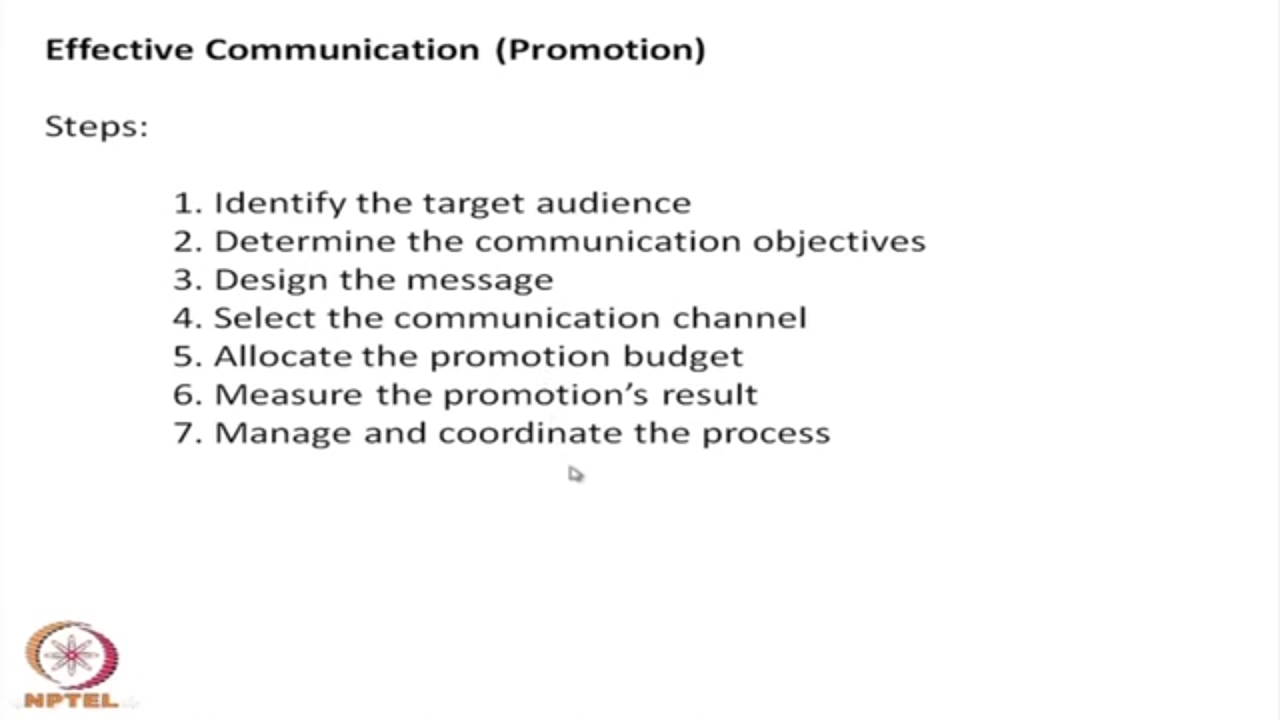 Effective Communication (Promotion)
Steps:
1. Identify the target audience
2. Determine the communication objectives
3. Design the message
4. Select the communication channel
5. Allocate the promotion budget
6. Measure the promotion’s result
7. Manage and coordinate the process
NPTEL